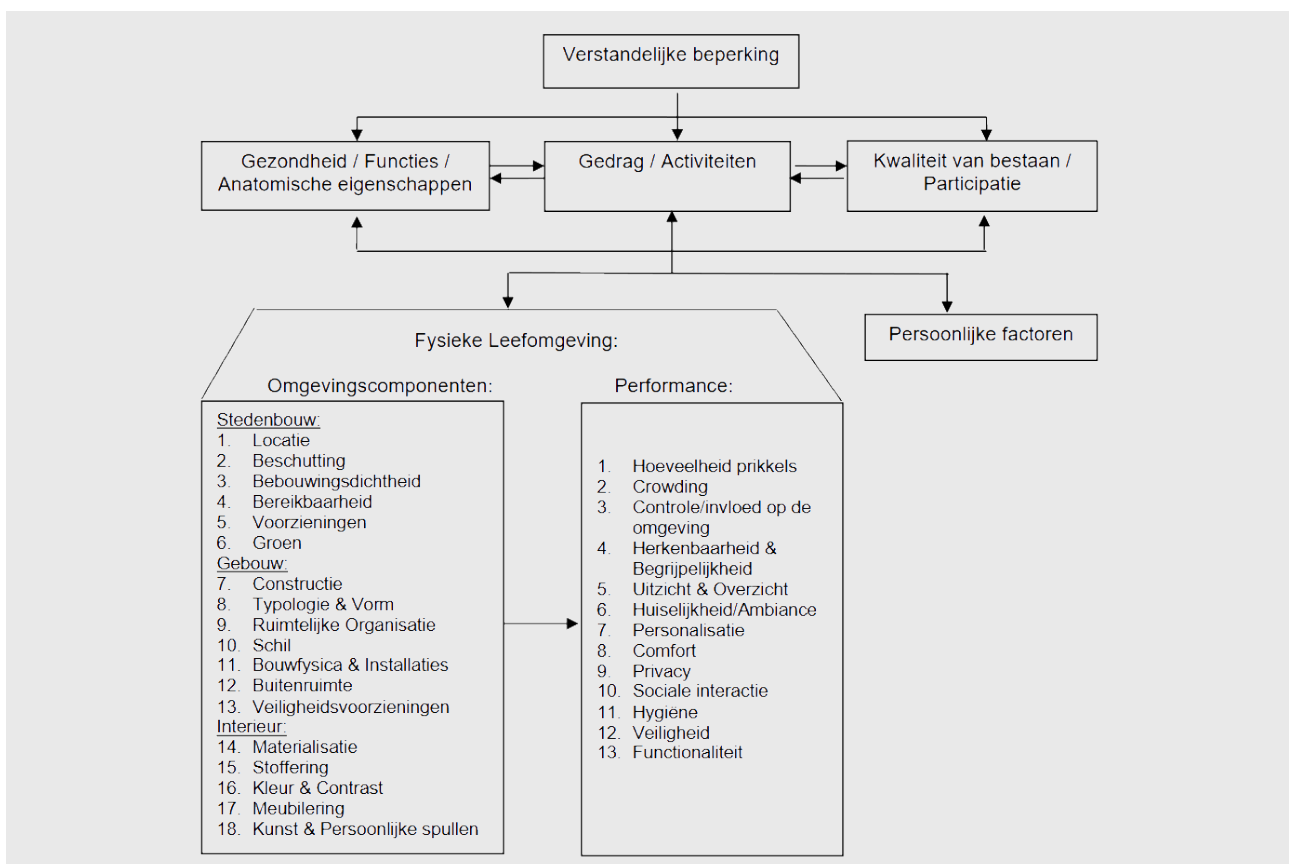 Verstandelijke beperking
Gezondheid / Functies /
Anatomische eigenschappen
Gedrag / Activiteiten
Kwaliteit van bestaan /
Participatie
Fysieke Leefomgeving:
Persoonlijke factoren
Omgevingscomponenten:
Stedenbouw:
1. Locatie
2. Beschutting
3. Bebouwingsdichtheid
4. Bereikbaarheid
5. Voorzieningen
6. Groen
Gebouw:
7. Constructie
8. Typologie & Vorm
9. Ruimtelijke Organisatie
10. Schil
11. Bouwfysica & Installaties
12. Buitenruimte
13. Veiligheidsvoorzieningen
Interieur:
14. Materialisatie
15. Stoffering
16. Kleur & Contrast
17. Meubilering
18. Kunst & Persoonlijke spullen
Performance:
1. Hoeveelheid prikkels
2. Crowding
3. Controle/invloed op de
omgeving
4. Herkenbaarheid &
Begrijpelijkheid
5. Uitzicht & Overzicht
6. Huiselijkheid/Ambiance
7. Personalisatie
8. Comfort
9. Privacy
10. Sociale interactie
11. Hygiëne
12. Veiligheid
13. Functionaliteit